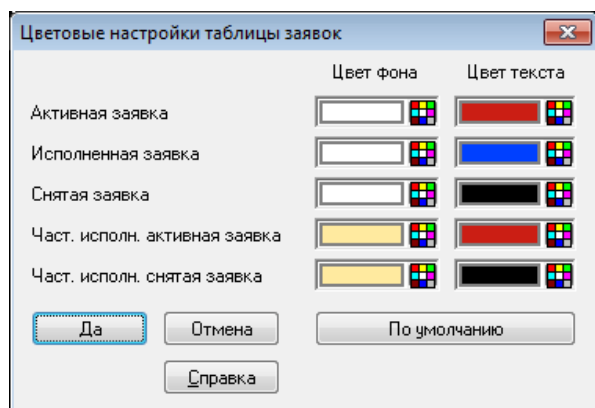 Цветовые настройки таблицы заявок
Цвет фона Цвет текста
Активная заявка
Исполненная заявка
Снятая заявка
Част. исполн. активная заявка
Част. исполн. снятая заявка
Да Отмена По умолчанию
Справка